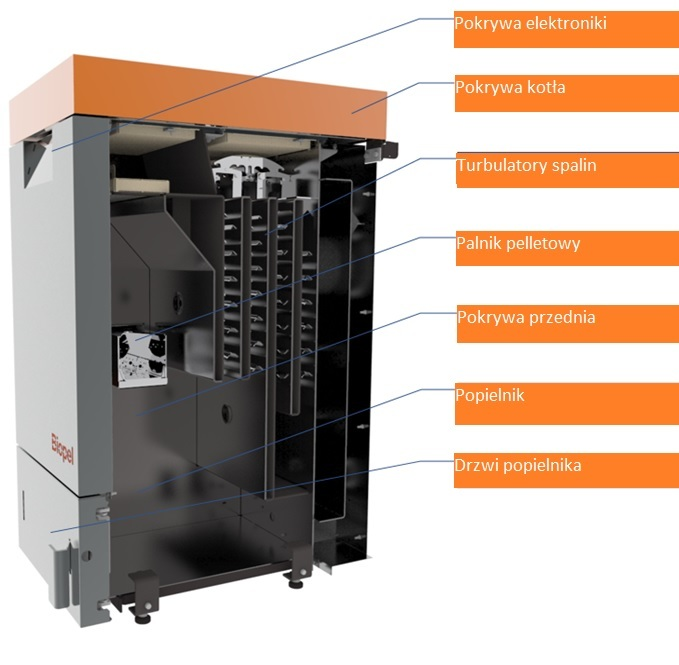 Pokrywa elektroniki
Pokrywa kotła
Turbulatory spalin
Palnik pelletowy
Pokrywa przednia
Popielnik
Drzwi popielnika
Biopel